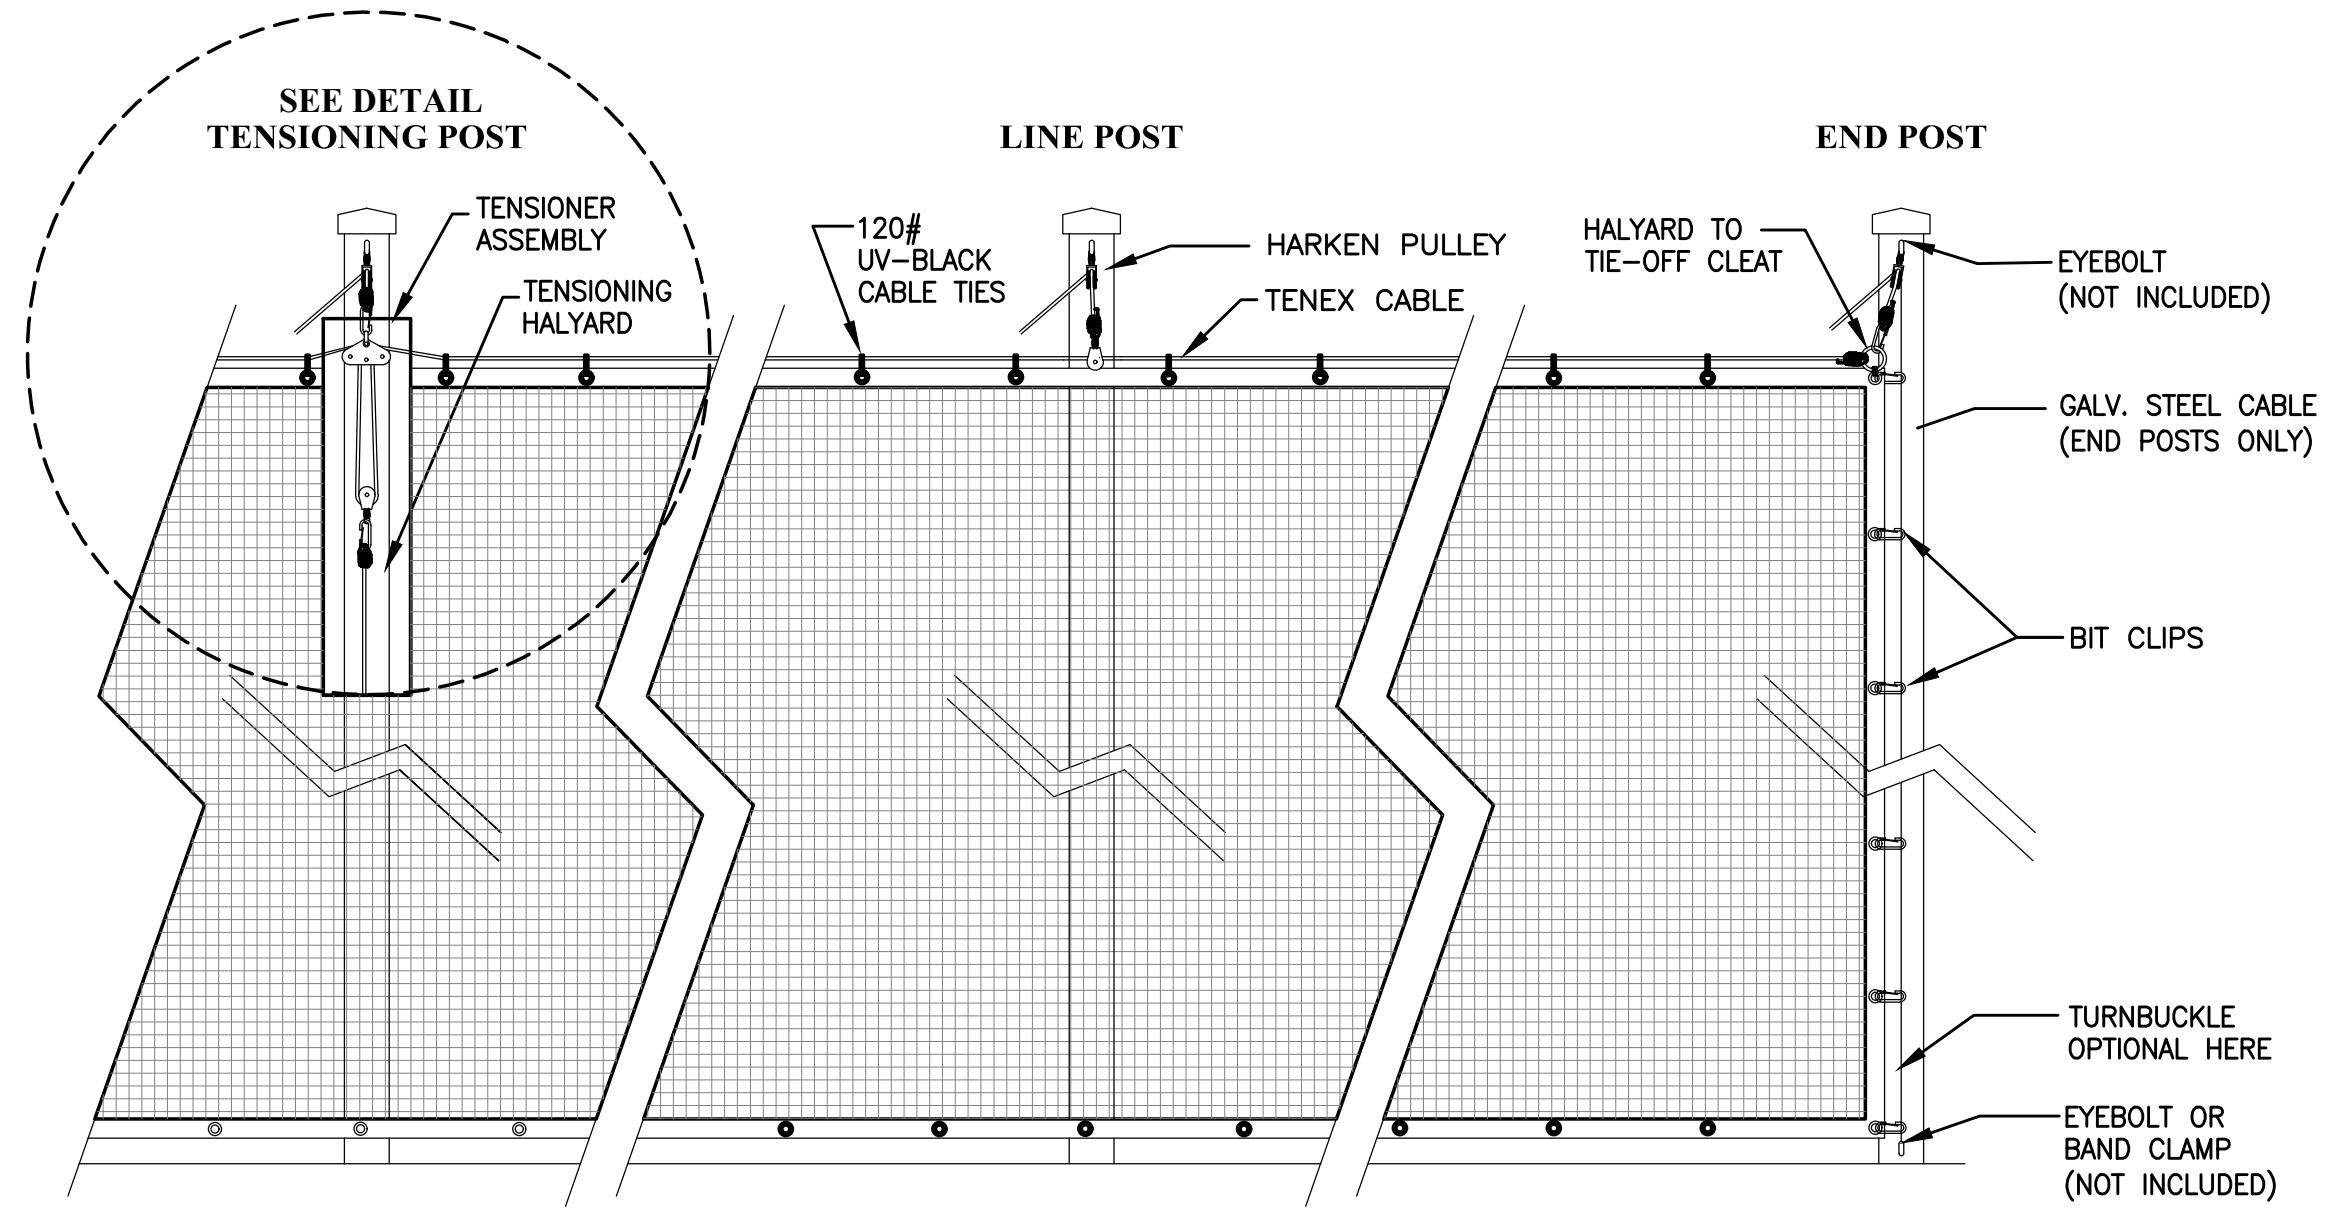 SEE DETAIL
TENSIONING POST
LINE POST
END POST
TENSIONER
ASSEMBLY
TENSIONING
HALYARD
120#
UV-BLACK
CABLE TIES
HARKEN PULLEY
TENEX CABLE
HALYARD TO
TIE-OFF CLEAT
EYEBOLT
(NOT INCLUDED)
GALV. STEEL CABLE
(END POSTS ONLY)
BIT CLIPS
TURNBUCKLE
OPTIONAL HERE
EYEBOLT OR
BAND CLAMP
(NOT INCLUDED)